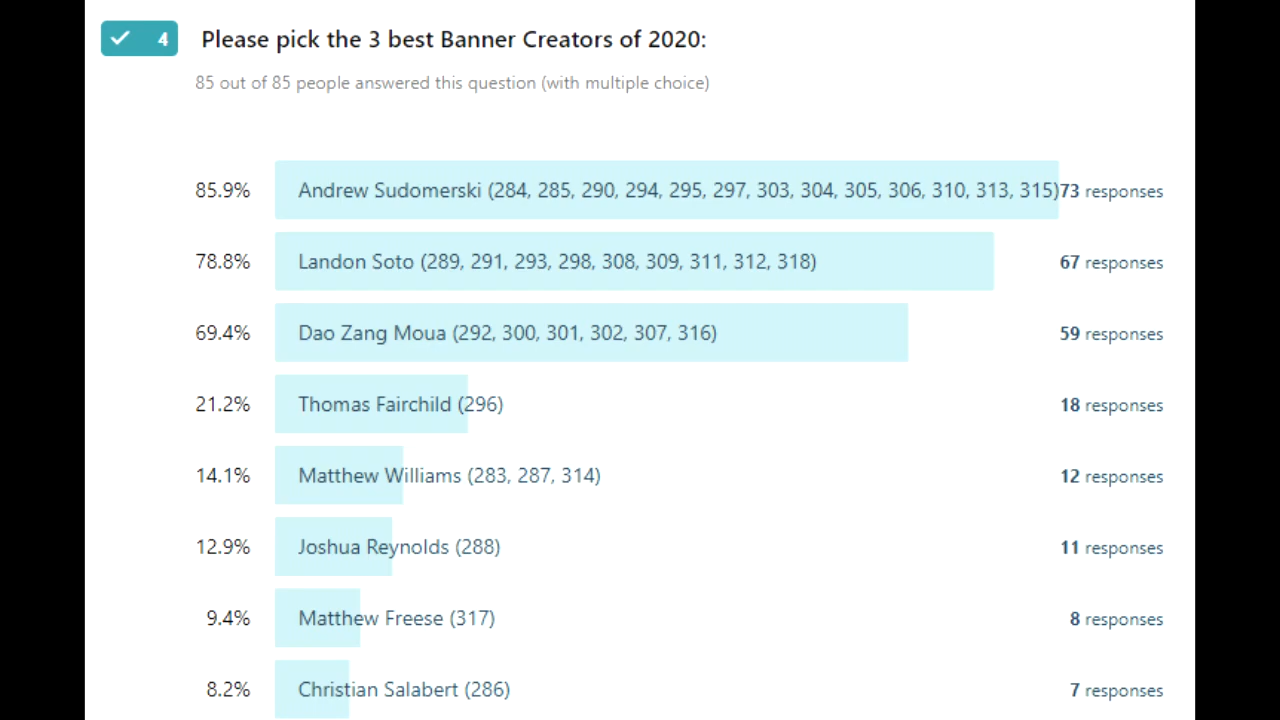 4 Please pick the 3 best Banner Creators of 2020:
85 out of 85 people answered this question (with multiple choice)
85.9% Andrew Sudomerski (284, 285, 290, 294, 295, 297, 303, 304, 305, 306, 310, 313, 315) 73 responses
78.8% Landon Soto (289, 291, 293, 298, 308, 309, 311, 312, 318) 67 responses
69.4% Dao Zang Moua (292, 300, 301, 302, 307, 316) 59 responses
21.2% Thomas Fairchild (296) 18 responses
14.1% Matthew Williams (283, 287, 314) 12 responses
12.9% Joshua Reynolds (288) 11 responses
9.4% Matthew Freese (317) 8 responses
8.2% Christian Salabert (286) 7 responses